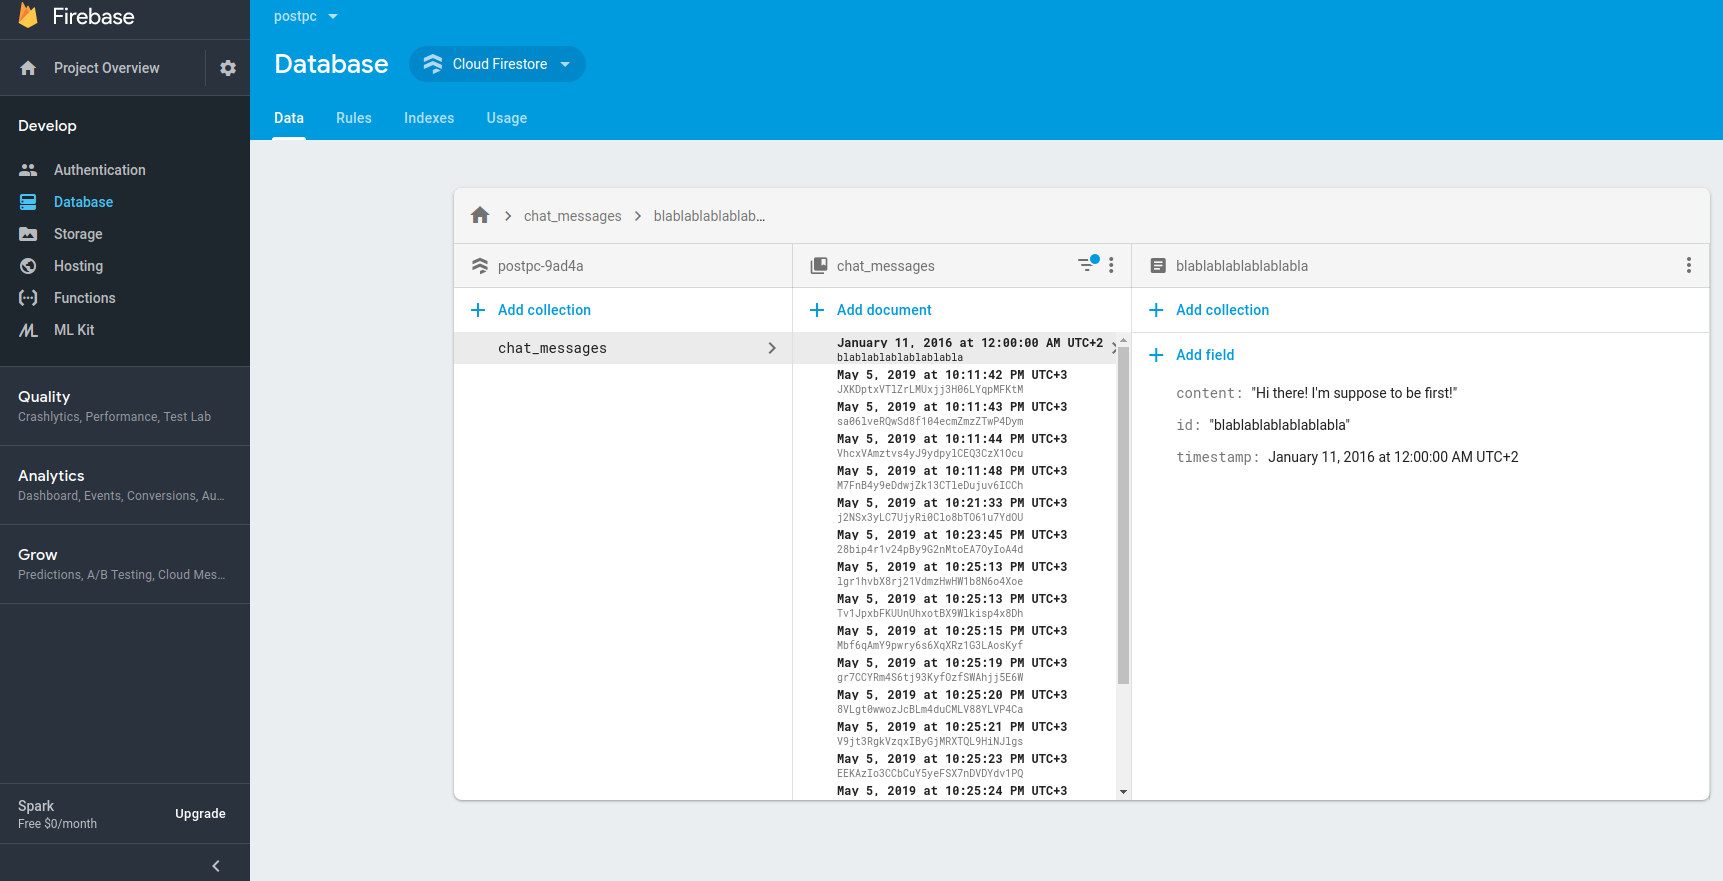 Firebase
Project Overview
Develop
Authentication
Database
Storage
Hosting
Functions
ML Kit
Quality
Crashlytics, Performance, Test Lab
Analytics
Dashboard, Events, Conversions, Au...
Grow
Predictions, A/B Testing, Cloud Mes...
Spark
Free $0/month
Upgrade
postpc
Database
Cloud Firestore
Data Rules Indexes Usage
chat_messages > blablablablablab...
postpc-9ad4a
Add collection
chat_messages
chat_messages
Add document
January 11, 2016 at 12:00:00 AM UTC+2
blablablablablablabla
May 5, 2019 at 10:11:42 PM UTC+3
JXKDptxVTlZrLMUxjj3H06LYqpMFKtM
May 5, 2019 at 10:11:43 PM UTC+3
sa06lveRQwSd8f104ecmZmzZTwP4Dym
May 5, 2019 at 10:11:44 PM UTC+3
VhcxVAmztvs4yJ9ydpylCEQ3CzX1Ocu
May 5, 2019 at 10:11:48 PM UTC+3
M7FnB4y9eDdwjZk13CTleDujuv6ICCh
May 5, 2019 at 10:21:33 PM UTC+3
j2NSx3yLC7UjyRi0Clo8bTO61u7YdOU
May 5, 2019 at 10:23:45 PM UTC+3
28bip4r1v24pBy9G2nMtoEA7OyIoA4d
May 5, 2019 at 10:25:13 PM UTC+3
lgr1hvbX8rj21VdmzHwHW1b8N6o4Xoe
May 5, 2019 at 10:25:13 PM UTC+3
Tv1JpxbFKUUnUhxotBX9Wlkisp4x8Dh
May 5, 2019 at 10:25:15 PM UTC+3
Mbf6qAmY9pwry6s6XqXRz1G3LAosKyf
May 5, 2019 at 10:25:19 PM UTC+3
gr7CCYRm4S6tj93KyfOzfSWAhjj5E6W
May 5, 2019 at 10:25:20 PM UTC+3
8VLgt0wwozJcBLm4duCMLV88YLVP4Ca
May 5, 2019 at 10:25:21 PM UTC+3
V9jt3RgkVzqxIByGjMRXTQL9HiNJlgs
May 5, 2019 at 10:25:23 PM UTC+3
EEKAzIo3CCbCuY5yeFSX7nDVDYdv1PQ
May 5, 2019 at 10:25:24 PM UTC+3
blablablablablablabla
Add collection
Add field
content: "Hi there! I'm suppose to be first!"
id: "blablablablablablabla"
timestamp: January 11, 2016 at 12:00:00 AM UTC+2